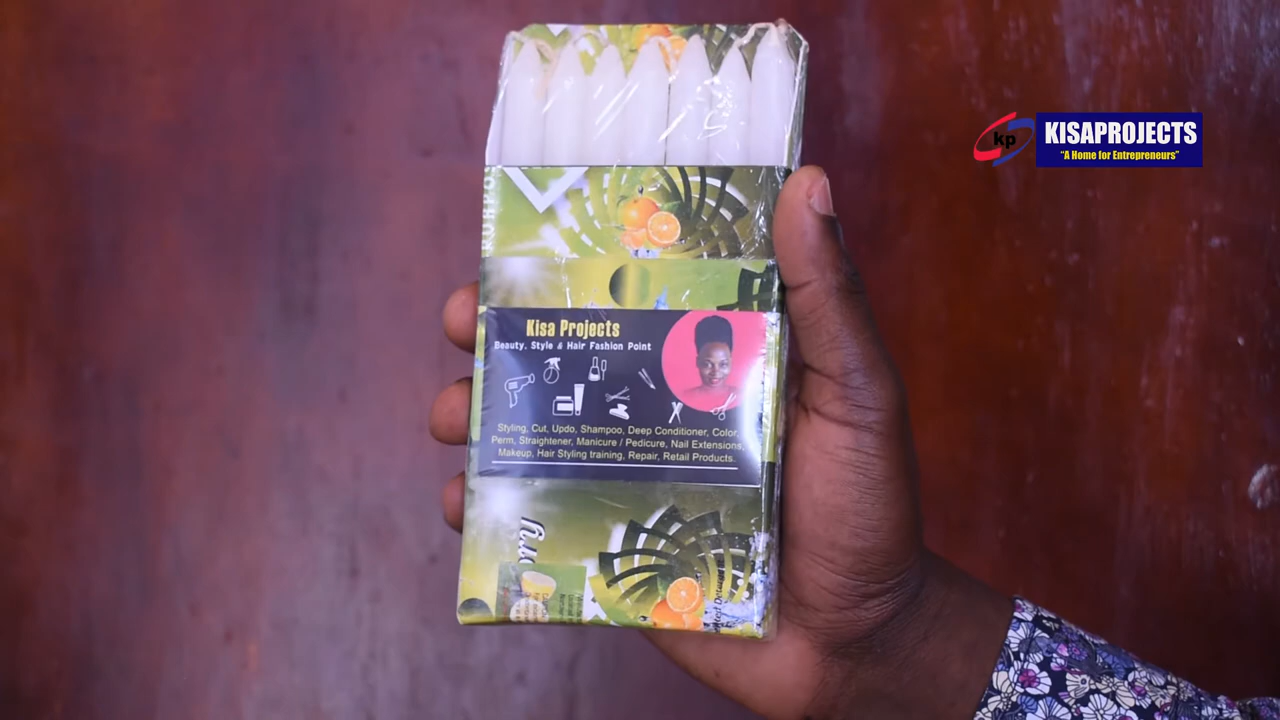 kp
KISAPROJECTS
"A Home for Entrepreneurs"
Kisa Projects
Beauty, Style & Hair Fashion Point
Styling, Cut, Updo, Shampoo, Deep Conditioner, Color,
Perm, Straightener, Manicure / Pedicure, Nail Extensions,
Makeup, Hair Styling training, Repair, Retail Products.